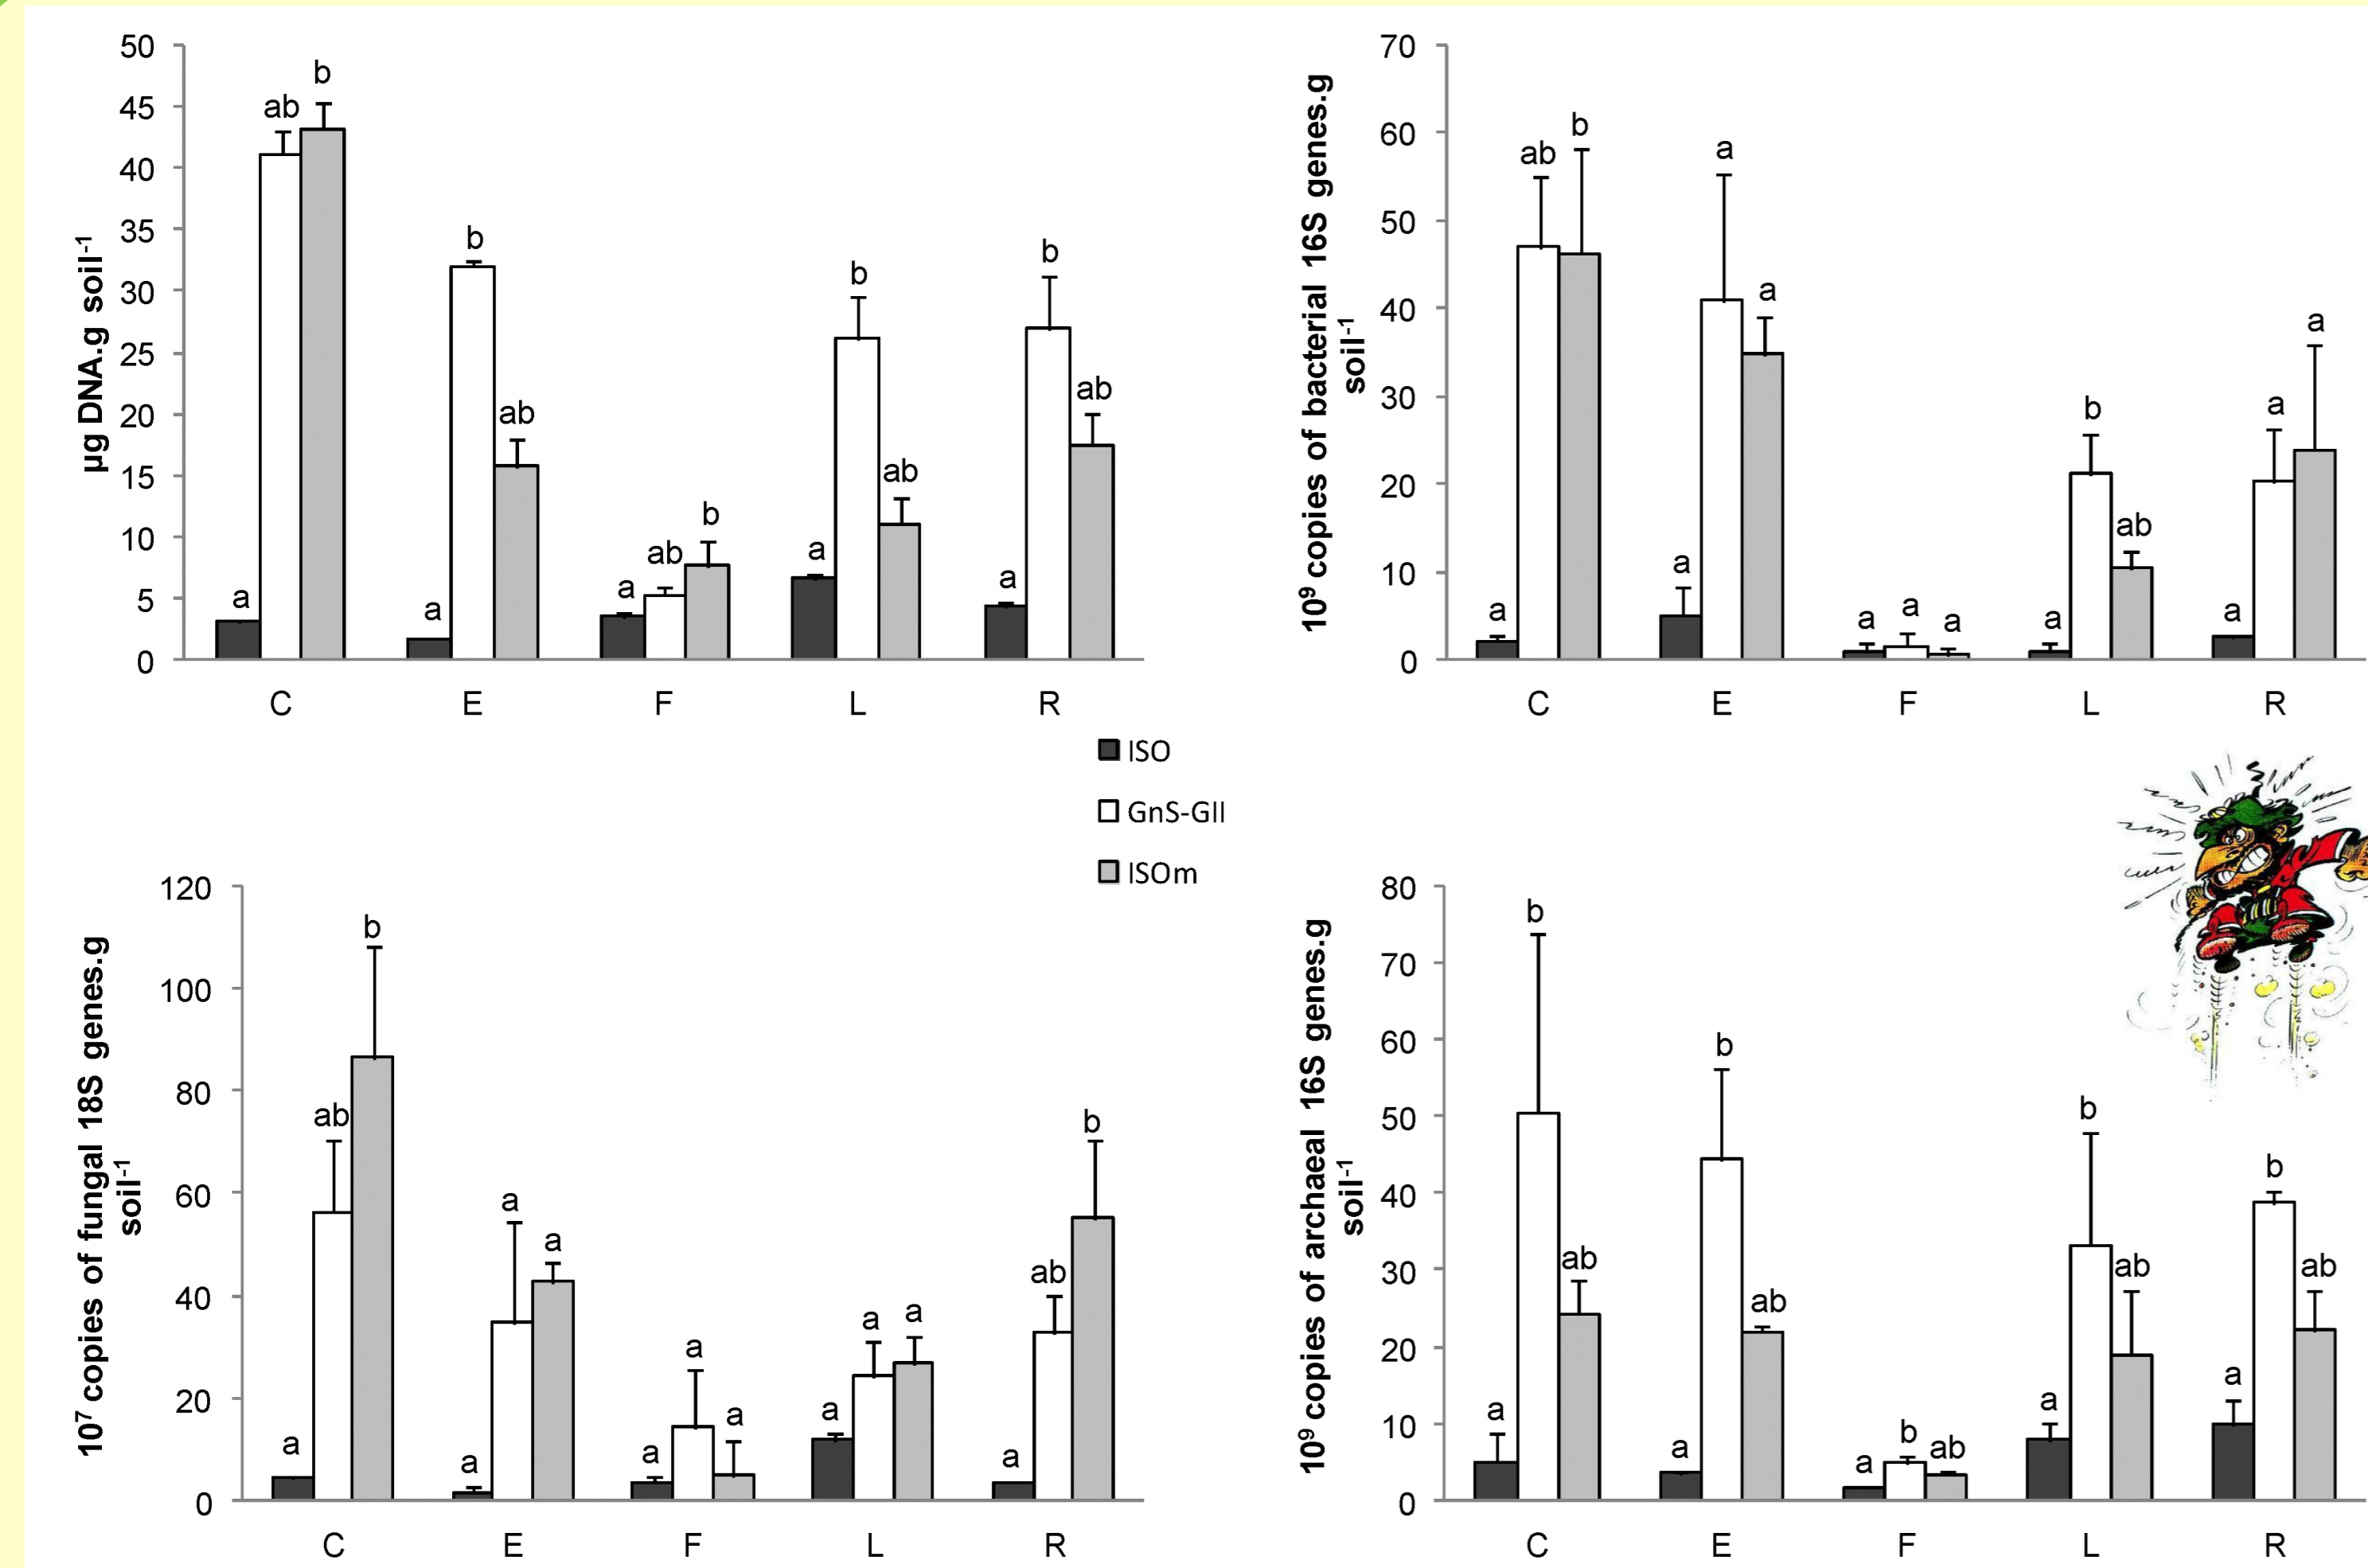 50
45
40
35
30
25
20
15
10
5
0
µg DNA.g soil-1
a ab b
a b ab
a ab b
a b ab
a b ab
C E F L R
70
60
50
40
30
20
10
0
10⁹ copies of bacterial 16S genes.g
soil-1
a ab b
a a a
a a a
a b ab
a a a
C E F L R
ISO
GnS-GII
ISOm
120
100
80
60
40
20
0
10⁷ copies of fungal 18S genes.g
soil-1
a ab b
a a a
a a a
a a a
a ab b
C E F L R
80
70
60
50
40
30
20
10
0
10⁹ copies of archaeal 16S genes.g
soil-1
a b ab
a b ab
a b ab
a b ab
a b ab
C E F L R